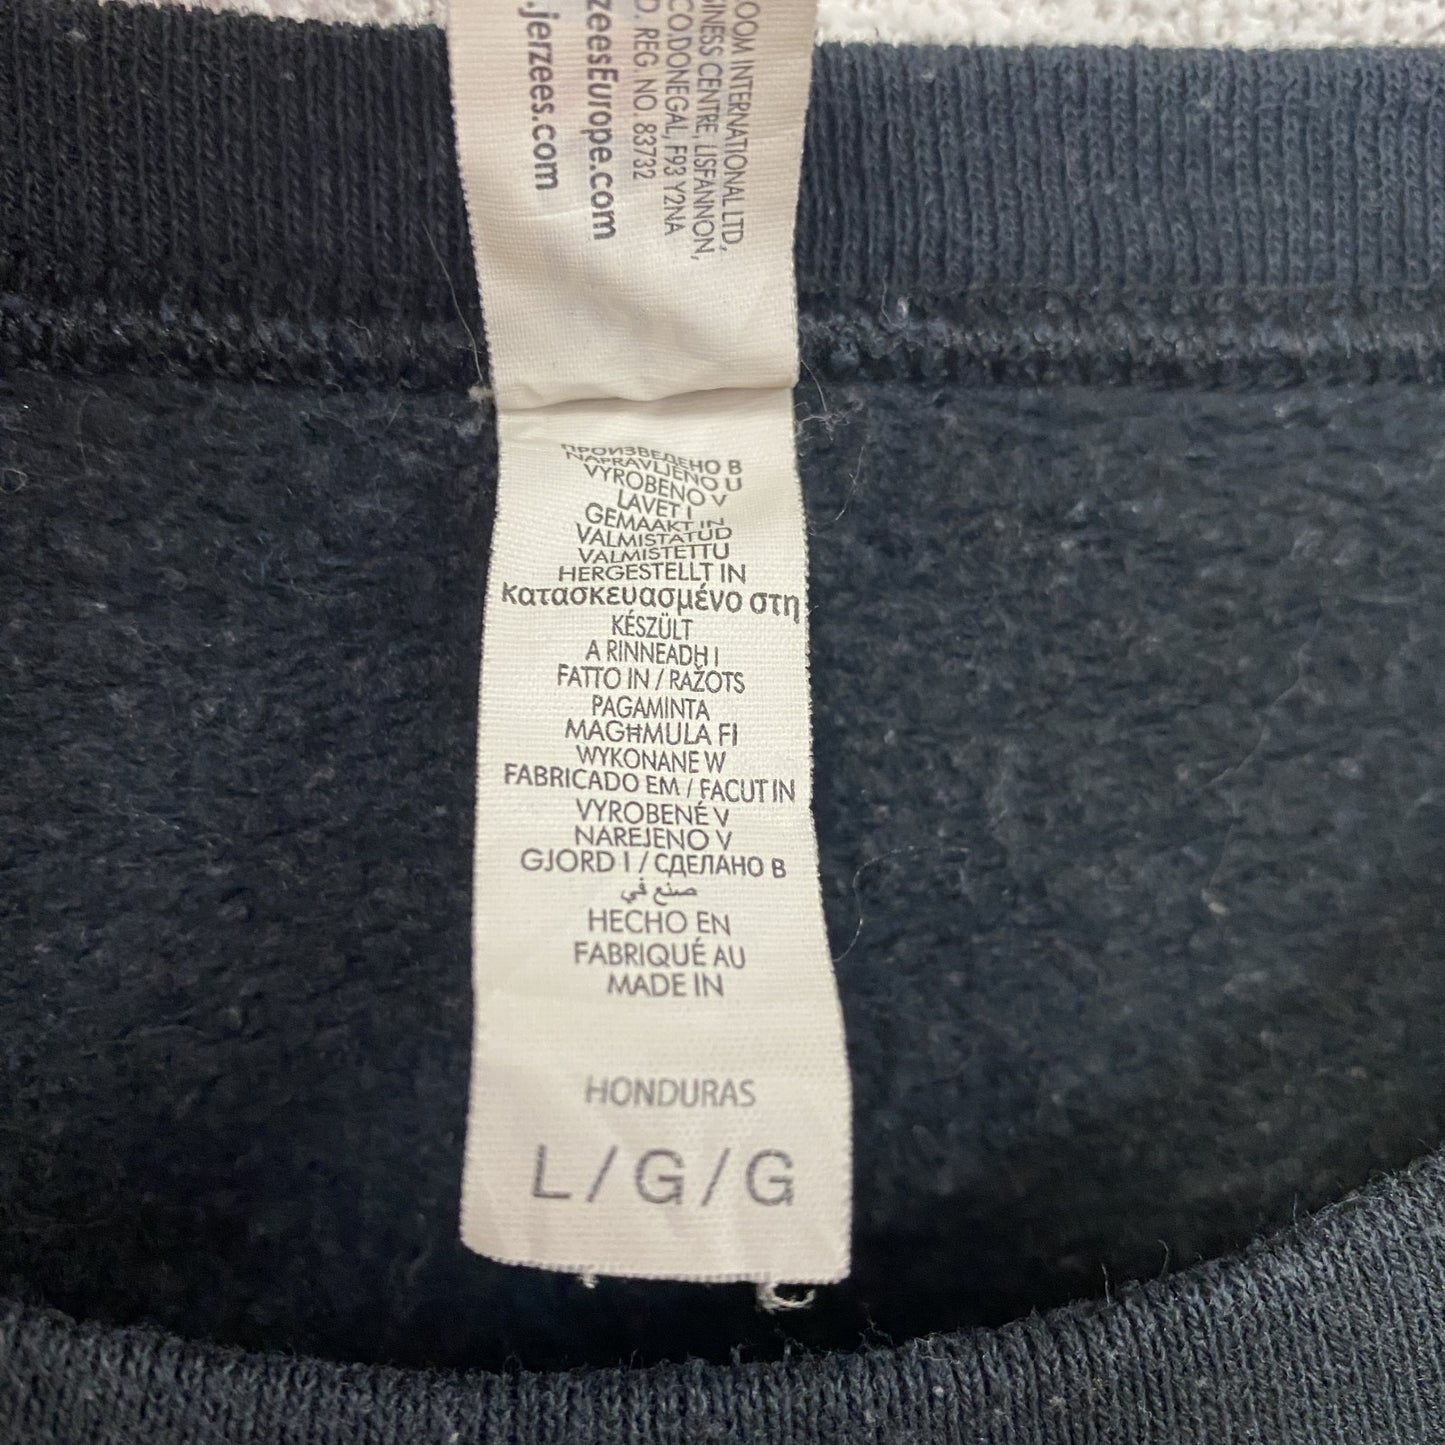 OOM INTERNATIONAL LTD,
SINESS CENTRE, LISFANNON,
CO.DONEGAL, F93 Y2NA
D. REG. NO. 83732
zeesEurope.com
.jerzees.com
ПРОИЗВЕДЕНО В
NAPRAVLJENO U
VYROBENO V
LAVET I
GEMAAKT IN
VALMISTATUD
VALMISTETTU
HERGESTELLT IN
κατασκευασμένο στη
KÉSZÜLT
A RINNEADH I
FATTO IN / RAŽOTS
PAGAMINTA
MAGĦMULA FI
WYKONANE W
FABRICADO EM / FACUT IN
VYROBENÉ V
NAREJENO V
GJORD I / СДЕЛАНО В
صنع في
HECHO EN
FABRIQUÉ AU
MADE IN
HONDURAS
L / G / G